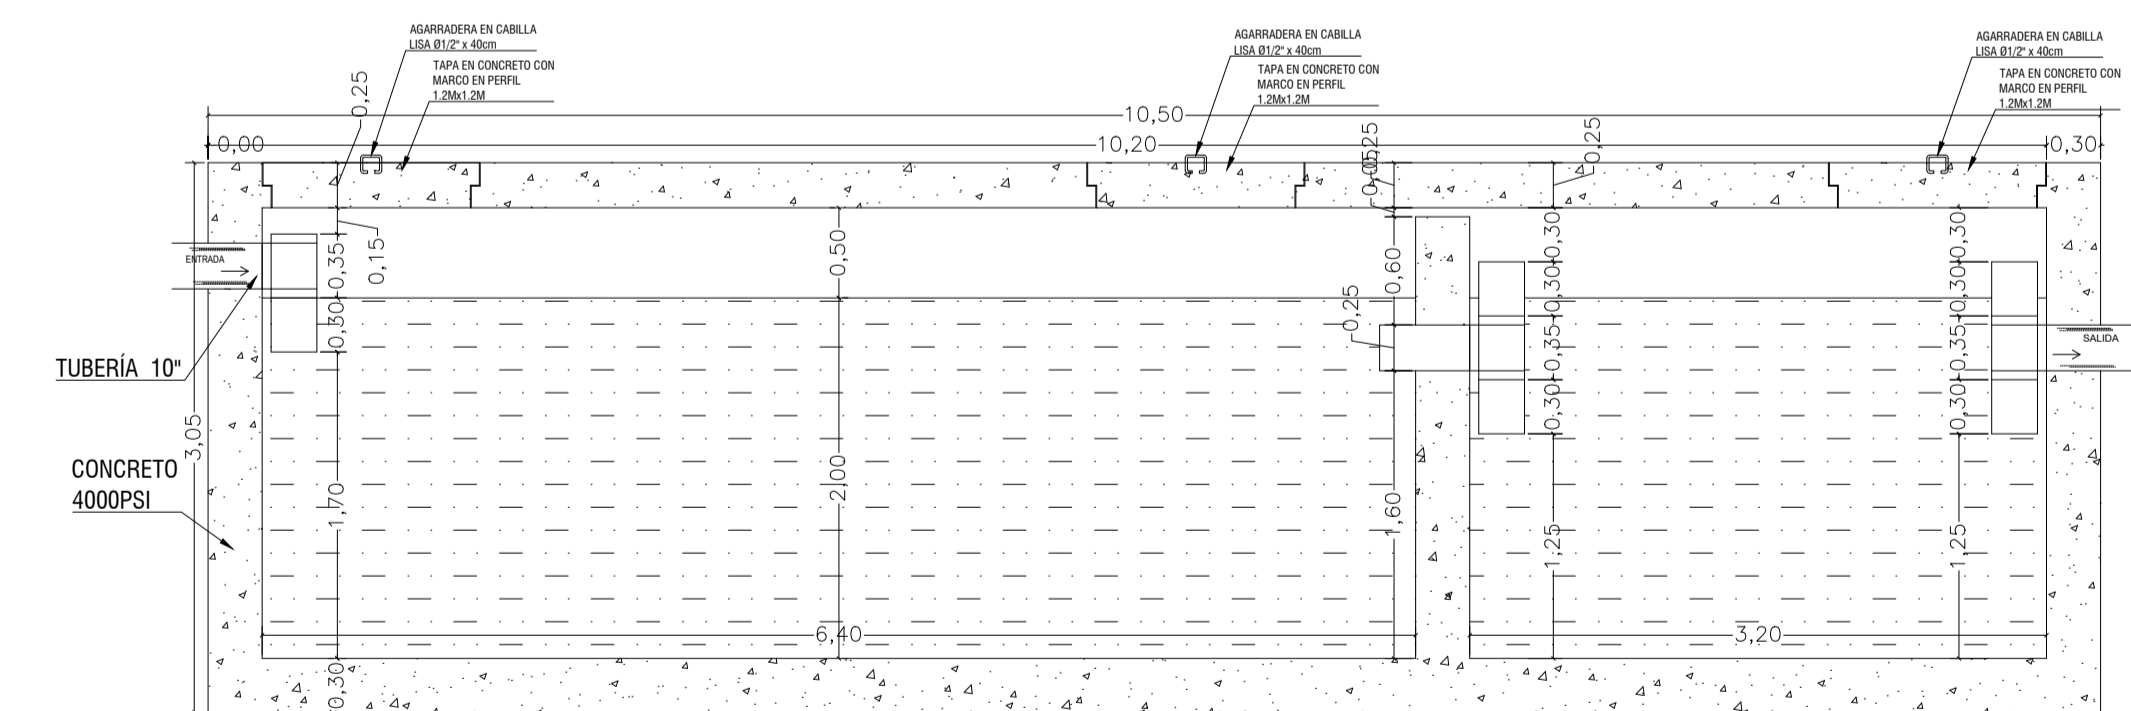 AGARRADERA EN CABILLA
LISA Ø1/2" x 40cm
TAPA EN CONCRETO CON
MARCO EN PERFIL
1.2Mx1.2M
AGARRADERA EN CABILLA
LISA Ø1/2" x 40cm
TAPA EN CONCRETO CON
MARCO EN PERFIL
1.2Mx1.2M
AGARRADERA EN CABILLA
LISA Ø1/2" x 40cm
TAPA EN CONCRETO CON
MARCO EN PERFIL
1.2Mx1.2M
10,50
0,00
10,20
0,30
0,25
0,25
0,05
0,25
ENTRADA
0,15
0,35
0,30
1,70
0,30
0,50
2,00
0,60
0,25
1,60
0,30
0,30
0,35
0,30
1,25
0,30
0,30
0,35
0,30
1,25
SALIDA
TUBERÍA 10"
3,05
CONCRETO
4000PSI
6,40
3,20